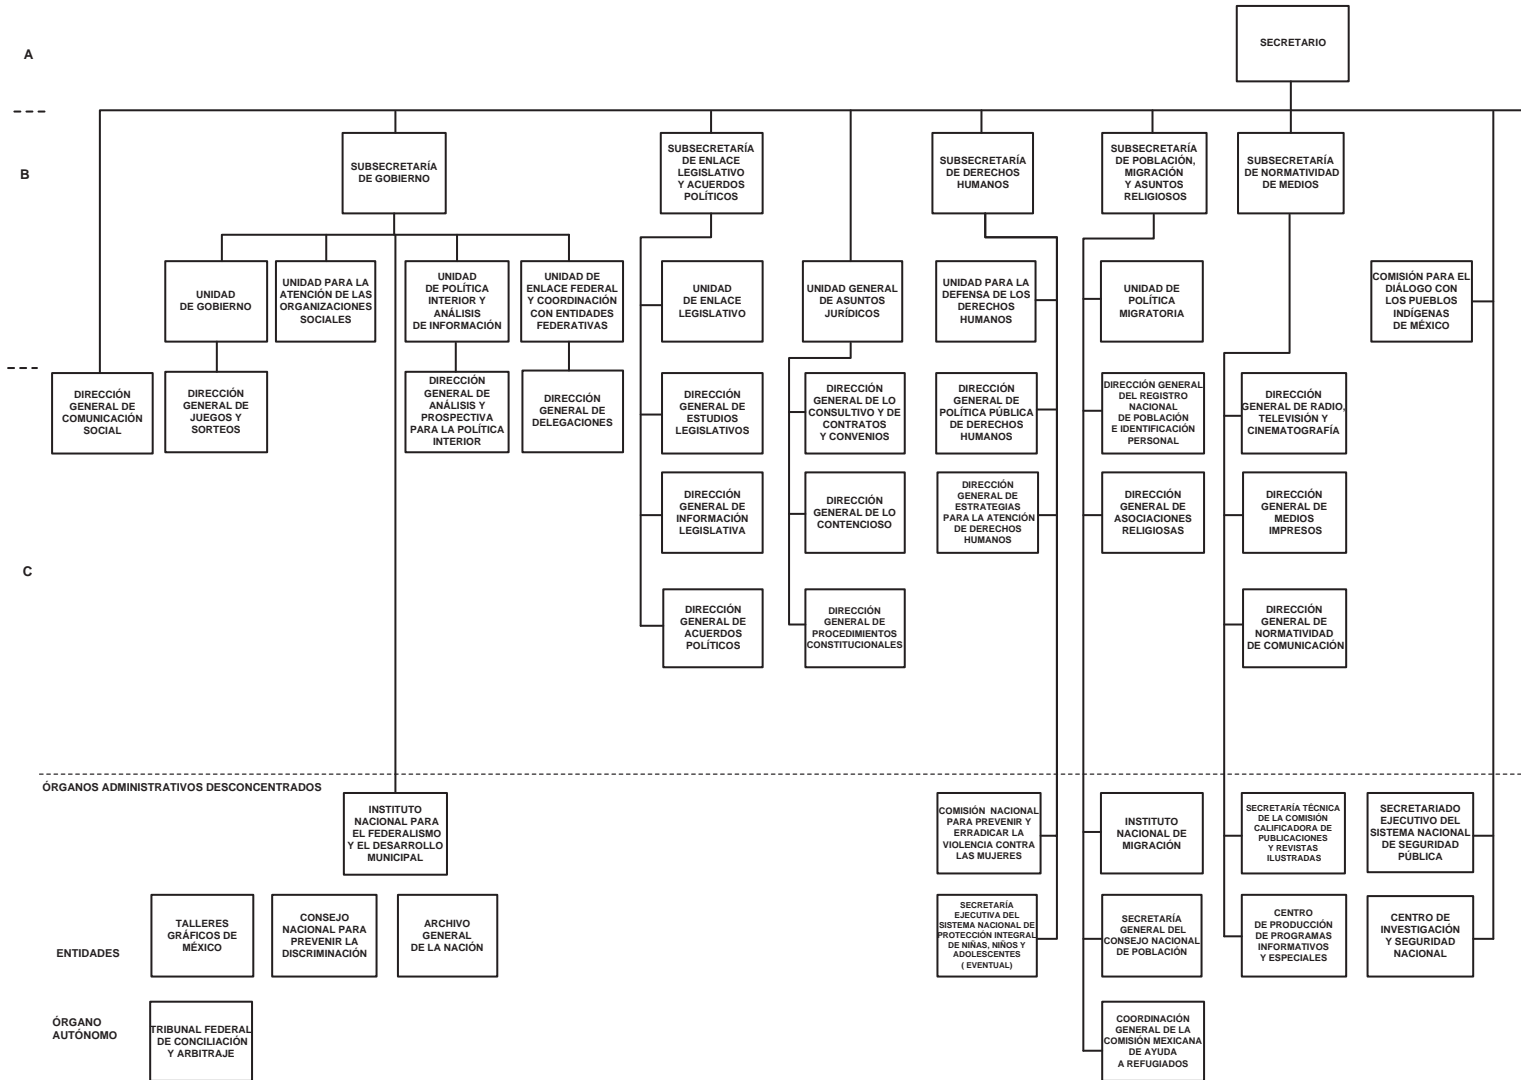 A
SECRETARIO
B
SUBSECRETARÍA
DE GOBIERNO
SUBSECRETARÍA
DE ENLACE
LEGISLATIVO
Y ACUERDOS
POLÍTICOS
SUBSECRETARÍA
DE DERECHOS
HUMANOS
SUBSECRETARÍA
DE POBLACIÓN,
MIGRACIÓN
Y ASUNTOS
RELIGIOSOS
SUBSECRETARÍA
DE NORMATIVIDAD
DE MEDIOS
UNIDAD
DE GOBIERNO
UNIDAD PARA LA
ATENCIÓN DE LAS
ORGANIZACIONES
SOCIALES
UNIDAD
DE POLÍTICA
INTERIOR Y
ANÁLISIS
DE INFORMACIÓN
UNIDAD DE
ENLACE FEDERAL
Y COORDINACIÓN
CON ENTIDADES
FEDERATIVAS
UNIDAD
DE ENLACE
LEGISLATIVO
UNIDAD GENERAL
DE ASUNTOS
JURÍDICOS
UNIDAD PARA LA
DEFENSA DE LOS
DERECHOS
HUMANOS
UNIDAD DE
POLÍTICA
MIGRATORIA
COMISIÓN PARA EL
DIÁLOGO CON
LOS PUEBLOS
INDÍGENAS
DE MÉXICO
DIRECCIÓN
GENERAL DE
COMUNICACIÓN
SOCIAL
DIRECCIÓN
GENERAL DE
JUEGOS Y
SORTEOS
DIRECCIÓN
GENERAL DE
ANÁLISIS Y
PROSPECTIVA
PARA LA POLÍTICA
INTERIOR
DIRECCIÓN
GENERAL DE
DELEGACIONES
DIRECCIÓN
GENERAL DE
ESTUDIOS
LEGISLATIVOS
DIRECCIÓN
GENERAL DE LO
CONSULTIVO Y DE
CONTRATOS
Y CONVENIOS
DIRECCIÓN
GENERAL DE
POLÍTICA PÚBLICA
DE DERECHOS
HUMANOS
DIRECCIÓN GENERAL
DEL REGISTRO
NACIONAL
DE POBLACIÓN
E IDENTIFICACIÓN
PERSONAL
DIRECCIÓN
GENERAL DE RADIO,
TELEVISIÓN Y
CINEMATOGRAFÍA
DIRECCIÓN
GENERAL DE
INFORMACIÓN
LEGISLATIVA
DIRECCIÓN
GENERAL DE LO
CONTENCIOSO
DIRECCIÓN
GENERAL DE
ESTRATEGIAS
PARA LA ATENCIÓN
DE DERECHOS
HUMANOS
DIRECCIÓN
GENERAL DE
ASOCIACIONES
RELIGIOSAS
DIRECCIÓN
GENERAL DE
MEDIOS
IMPRESOS
C
DIRECCIÓN
GENERAL DE
ACUERDOS
POLÍTICOS
DIRECCIÓN
GENERAL DE
PROCEDIMIENTOS
CONSTITUCIONALES
DIRECCIÓN
GENERAL DE
NORMATIVIDAD
DE COMUNICACIÓN
ÓRGANOS ADMINISTRATIVOS DESCONCENTRADOS
INSTITUTO
NACIONAL PARA
EL FEDERALISMO
Y EL DESARROLLO
MUNICIPAL
COMISIÓN NACIONAL
PARA PREVENIR Y
ERRADICAR LA
VIOLENCIA CONTRA
LAS MUJERES
INSTITUTO
NACIONAL DE
MIGRACIÓN
SECRETARÍA TÉCNICA
DE LA COMISIÓN
CALIFICADORA DE
PUBLICACIONES
Y REVISTAS
ILUSTRADAS
SECRETARIADO
EJECUTIVO DEL
SISTEMA NACIONAL
DE SEGURIDAD
PÚBLICA
ENTIDADES
TALLERES
GRÁFICOS DE
MÉXICO
CONSEJO
NACIONAL PARA
PREVENIR LA
DISCRIMINACIÓN
ARCHIVO
GENERAL
DE LA NACIÓN
SECRETARÍA
EJECUTIVA DEL
SISTEMA NACIONAL DE
PROTECCIÓN INTEGRAL
DE NIÑAS, NIÑOS Y
ADOLESCENTES
( EVENTUAL)
SECRETARÍA
GENERAL DEL
CONSEJO NACIONAL
DE POBLACIÓN
CENTRO
DE PRODUCCIÓN
DE PROGRAMAS
INFORMATIVOS
Y ESPECIALES
CENTRO DE
INVESTIGACIÓN
Y SEGURIDAD
NACIONAL
ÓRGANO
AUTÓNOMO
TRIBUNAL FEDERAL
DE CONCILIACIÓN
Y ARBITRAJE
COORDINACIÓN
GENERAL DE LA
COMISIÓN MEXICANA
DE AYUDA
A REFUGIADOS